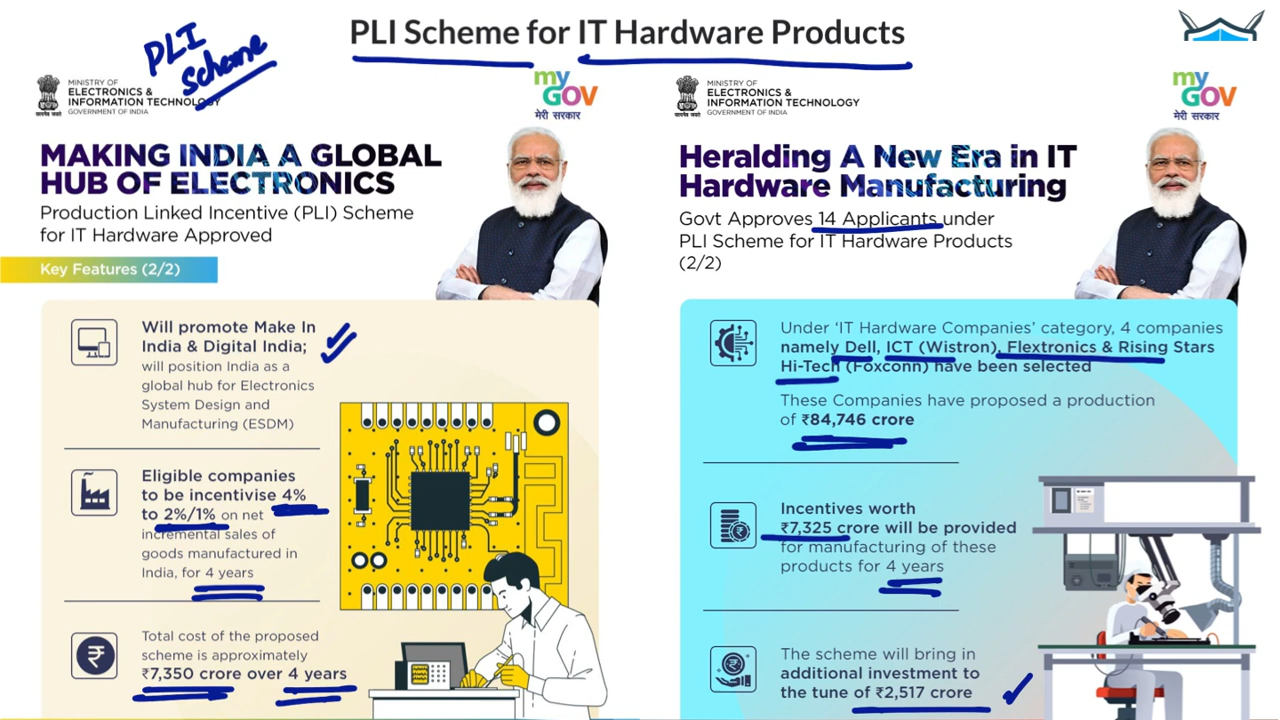 PLI Scheme for IT Hardware Products
PLI
Scheme
MINISTRY OF
ELECTRONICS &
INFORMATION TECHNOLOGY
GOVERNMENT OF INDIA
सत्यमेव जयते
my
GOV
मेरी सरकार
MAKING INDIA A GLOBAL
HUB OF ELECTRONICS
Production Linked Incentive (PLI) Scheme
for IT Hardware Approved
Key Features (2/2)
Will promote Make In
India & Digital India;
will position India as a
global hub for Electronics
System Design and
Manufacturing (ESDM)
Eligible companies
to be incentivise 4%
to 2%/1% on net
incremental sales of
goods manufactured in
India, for 4 years
Total cost of the proposed
scheme is approximately
₹7,350 crore over 4 years
MINISTRY OF
ELECTRONICS &
INFORMATION TECHNOLOGY
GOVERNMENT OF INDIA
सत्यमेव जयते
my
GOV
मेरी सरकार
Heralding A New Era in IT
Hardware Manufacturing
Govt Approves 14 Applicants under
PLI Scheme for IT Hardware Products
(2/2)
Under ‘IT Hardware Companies’ category, 4 companies
namely Dell, ICT (Wistron), Flextronics & Rising Stars
Hi-Tech (Foxconn) have been selected
These Companies have proposed a production
of ₹84,746 crore
Incentives worth
₹7,325 crore will be provided
for manufacturing of these
products for 4 years
The scheme will bring in
additional investment to
the tune of ₹2,517 crore